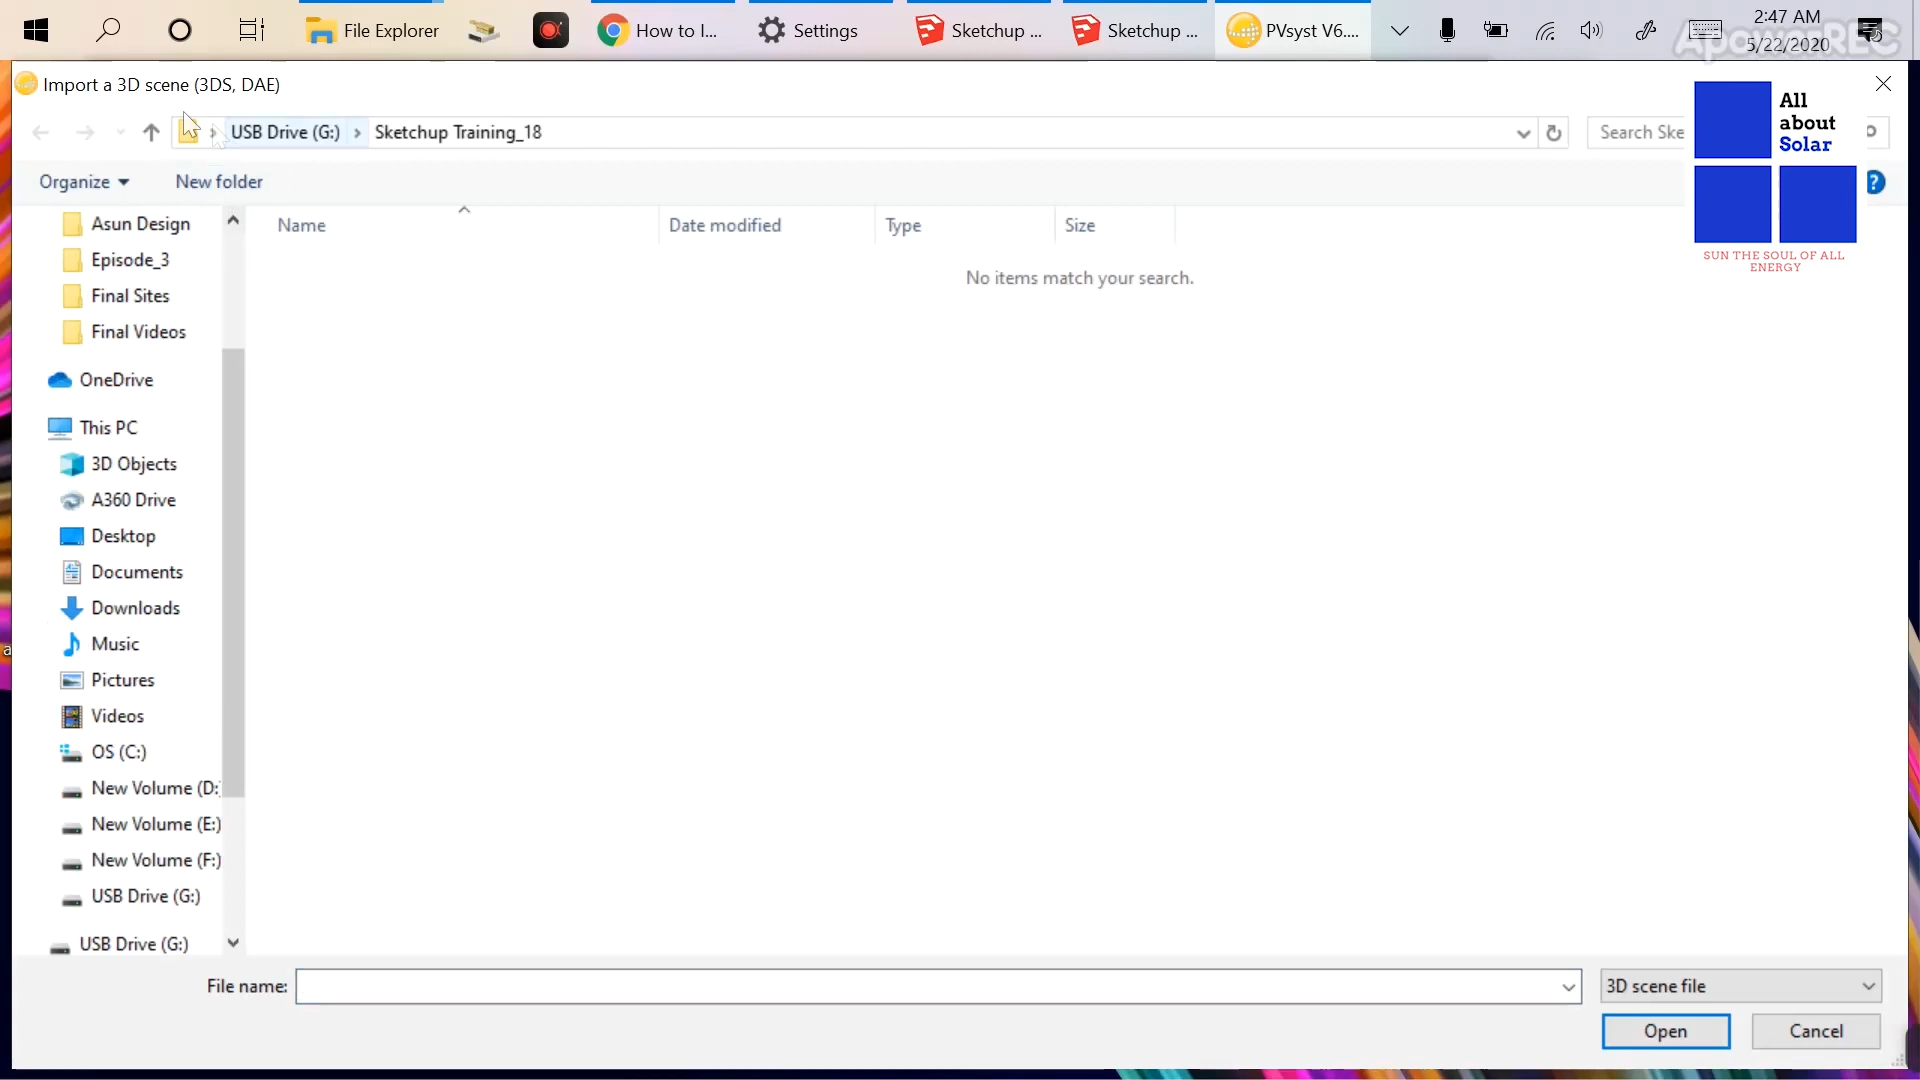 File Explorer
How to I...
Settings
Sketchup ...
Sketchup ...
PVsyst V6....
2:47 AM
5/22/2020
ApowerREC
Import a 3D scene (3DS, DAE)
USB Drive (G:) > Sketchup Training_18
Search Ske
All
about
Solar
SUN THE SOUL OF ALL
ENERGY
Organize
New folder
?
Name
Date modified
Type
Size
No items match your search.
Asun Design
Episode_3
Final Sites
Final Videos
OneDrive
This PC
3D Objects
A360 Drive
Desktop
Documents
Downloads
Music
Pictures
Videos
OS (C:)
New Volume (D:
New Volume (E:)
New Volume (F:)
USB Drive (G:)
USB Drive (G:)
a
File name:
3D scene file
Open
Cancel